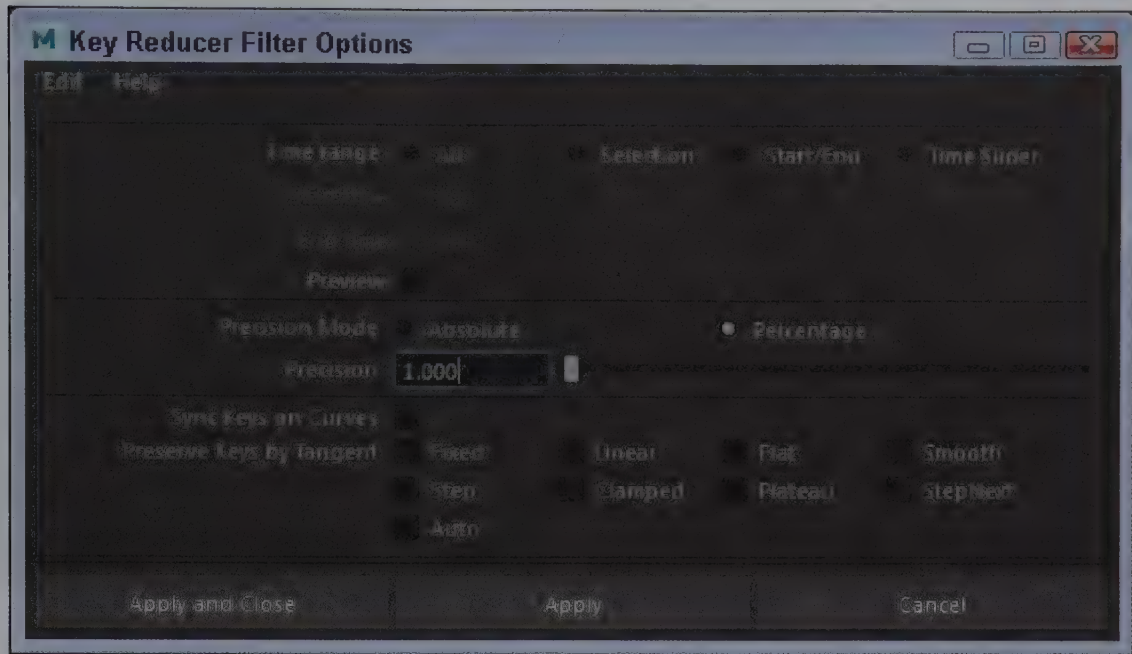 M Key Reducer Filter Options
Edit Help
Time range All Selection Start/End Time Slider
Preview
Precision Mode Absolute Percentage
Precision 1.000
Sync Keys on Curves
Preserve Keys by Tangent Fixed Linear Flat Smooth
Step Clamped Plateau StepNext
Auto
Apply and Close Apply Cancel